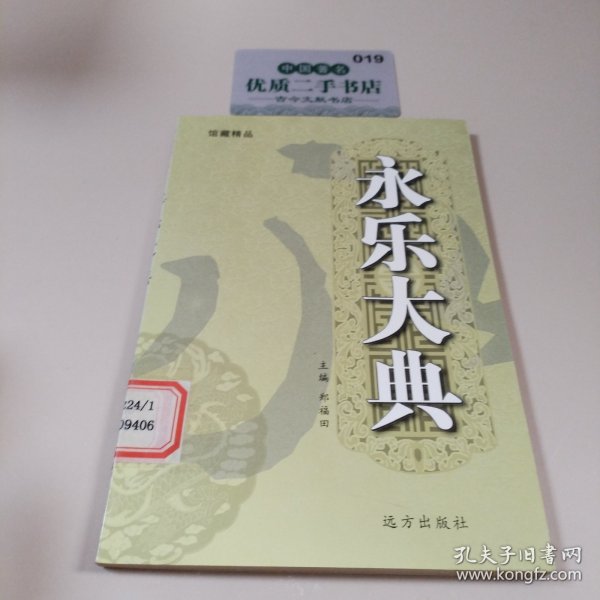 019
中国著名
优质二手书店
古今文献书店
馆藏精品
永乐大典
主编 郑福田
224/1
09406
远方出版社
孔夫子旧书网
www.kongfz.com